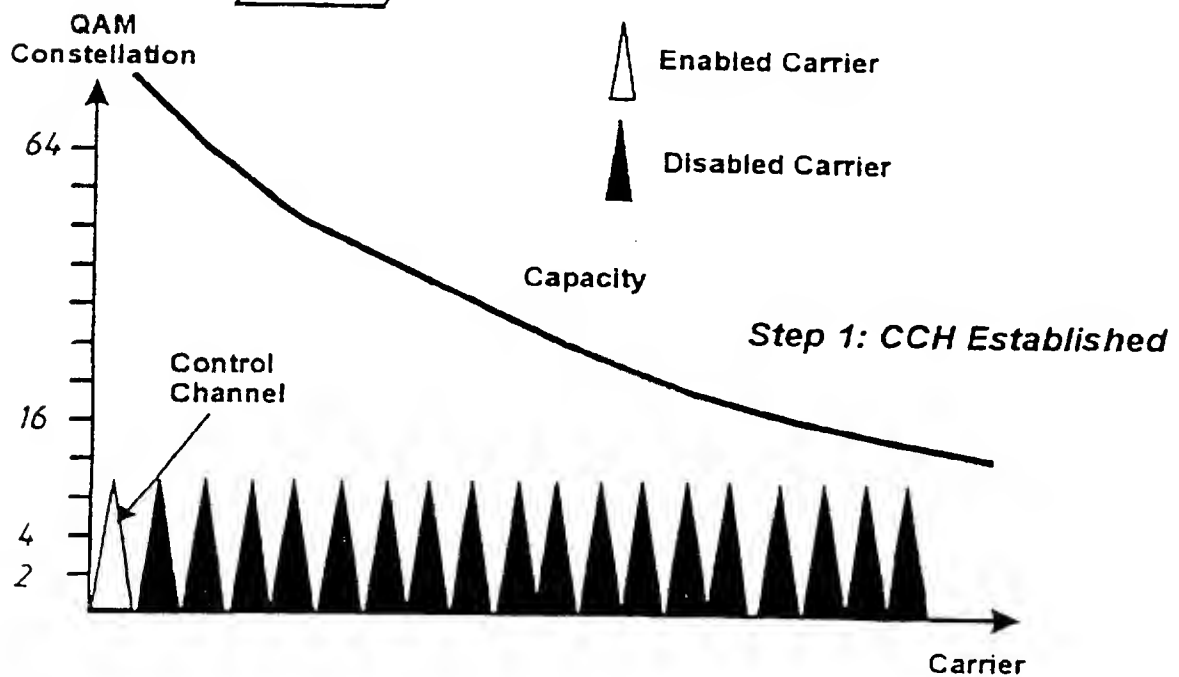 QAM
Constellation
Enabled Carrier
64
Disabled Carrier
Capacity
Step 1: CCH Established
Control
Channel
16
4
2
Carrier